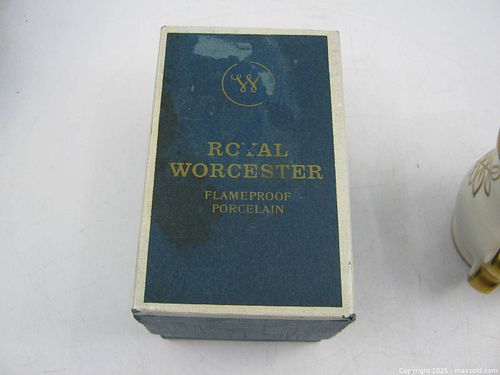 W
ROYAL
WORCESTER
FLAMEPROOF
PORCELAIN
Copyright 2025 - maxsold.com